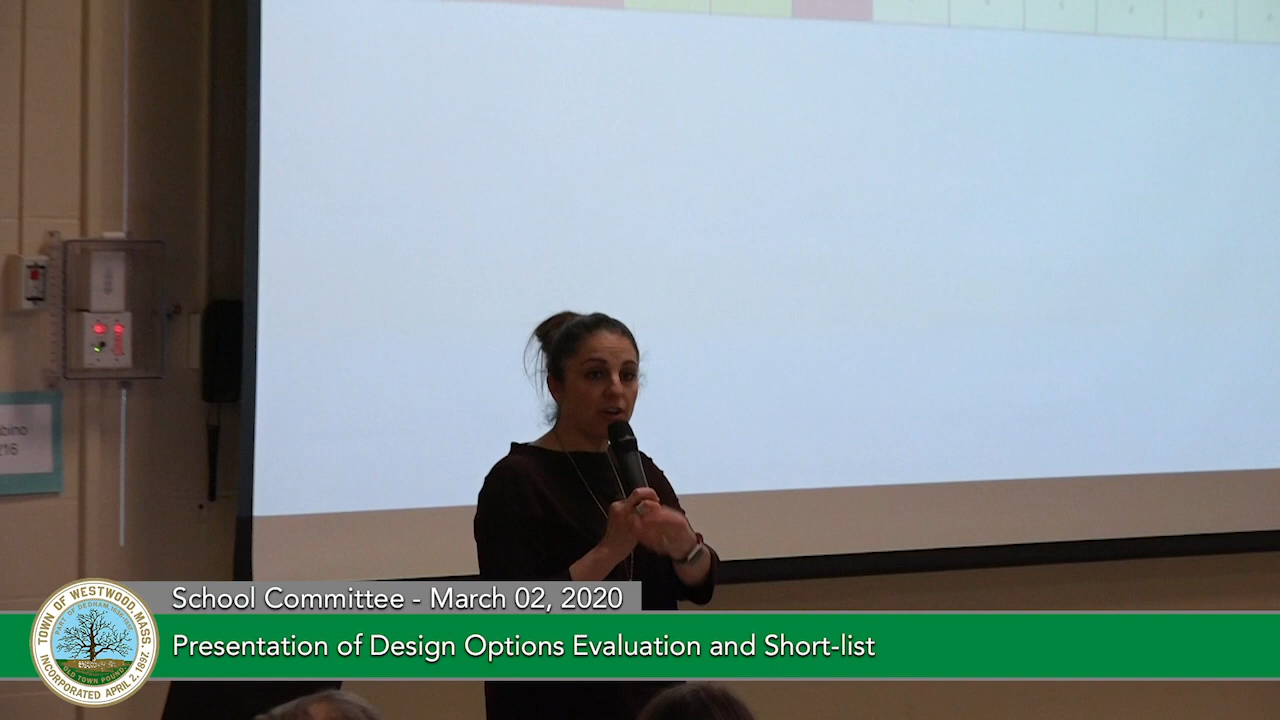 School Committee - March 02, 2020
Presentation of Design Options Evaluation and Short-list
TOWN OF WESTWOOD, MASS.
OLD TOWN POUND
INCORPORATED APRIL 2, 1897.
bino
216